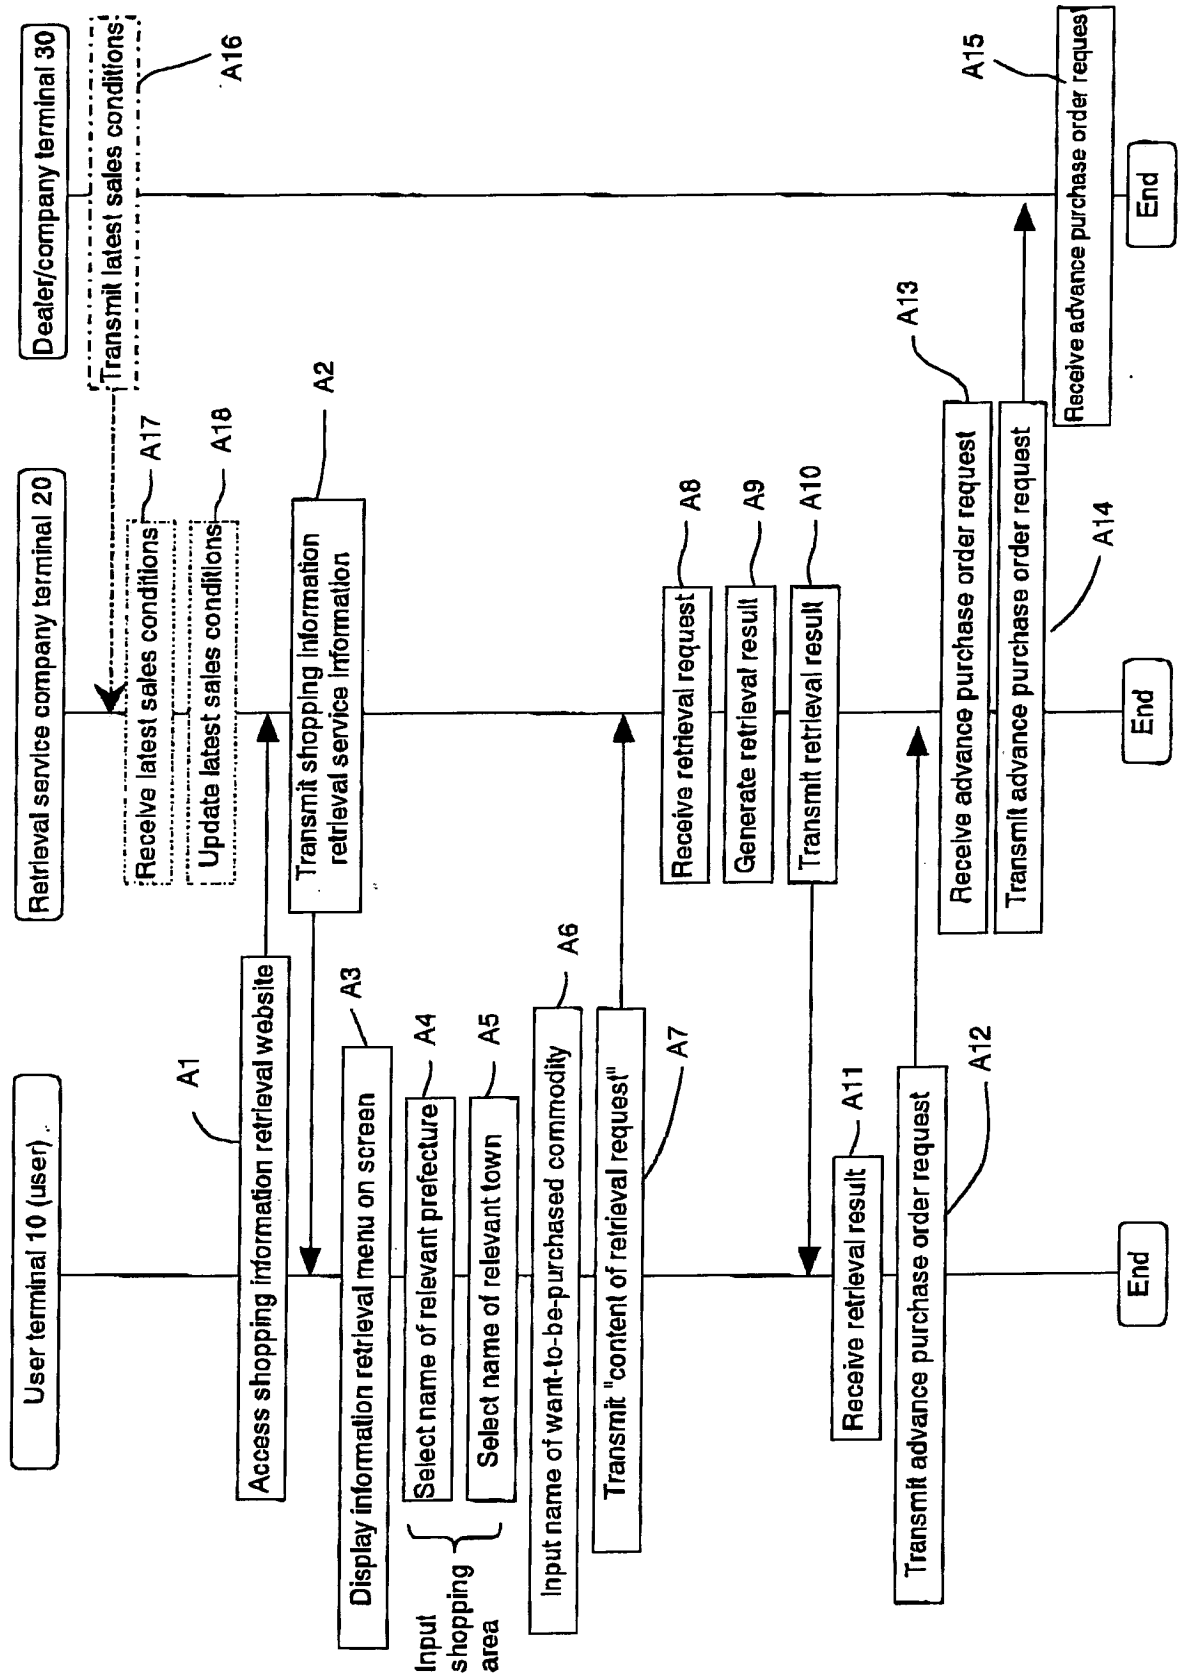 User terminal 10 (user)
Retrieval service company terminal 20
Dealer/company terminal 30
Transmit latest sales conditions
A16
Receive latest sales conditions
A17
Update latest sales conditions
A18
A1
Access shopping information retrieval website
Transmit shopping information
retrieval service information
A2
Display information retrieval menu on screen
A3
Input
shopping
area
Select name of relevant prefecture
A4
Select name of relevant town
A5
Input name of want-to-be-purchased commodity
A6
Transmit "content of retrieval request"
A7
Receive retrieval request
A8
Generate retrieval result
A9
Transmit retrieval result
A10
Receive retrieval result
A11
Transmit advance purchase order request
A12
Receive advance purchase order request
A13
Transmit advance purchase order request
A14
Receive advance purchase order reques
A15
End
End
End